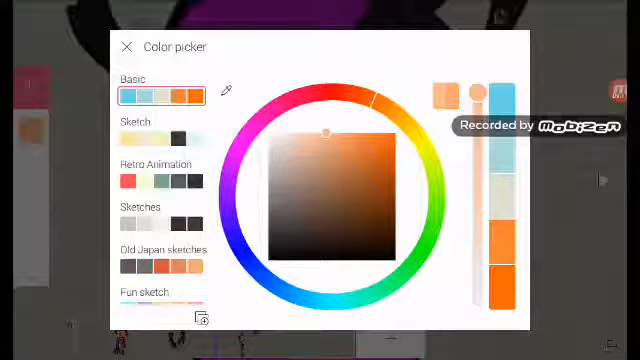 Color picker
Basic
Sketch
Recorded by Mobizen
Retro Animation
Sketches
Old Japan sketches
Fun sketch